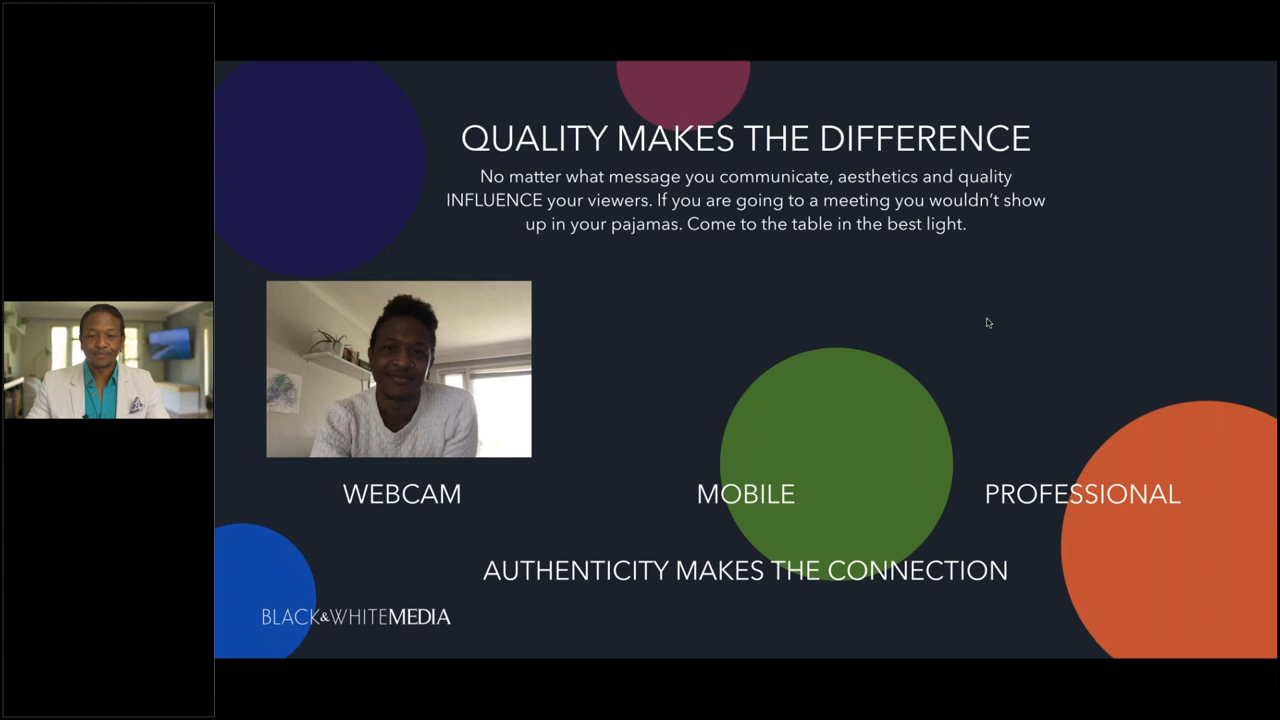 QUALITY MAKES THE DIFFERENCE
No matter what message you communicate, aesthetics and quality
INFLUENCE your viewers. If you are going to a meeting you wouldn't show
up in your pajamas. Come to the table in the best light.
WEBCAM
MOBILE
PROFESSIONAL
AUTHENTICITY MAKES THE CONNECTION
BLACK&WHITEMEDIA